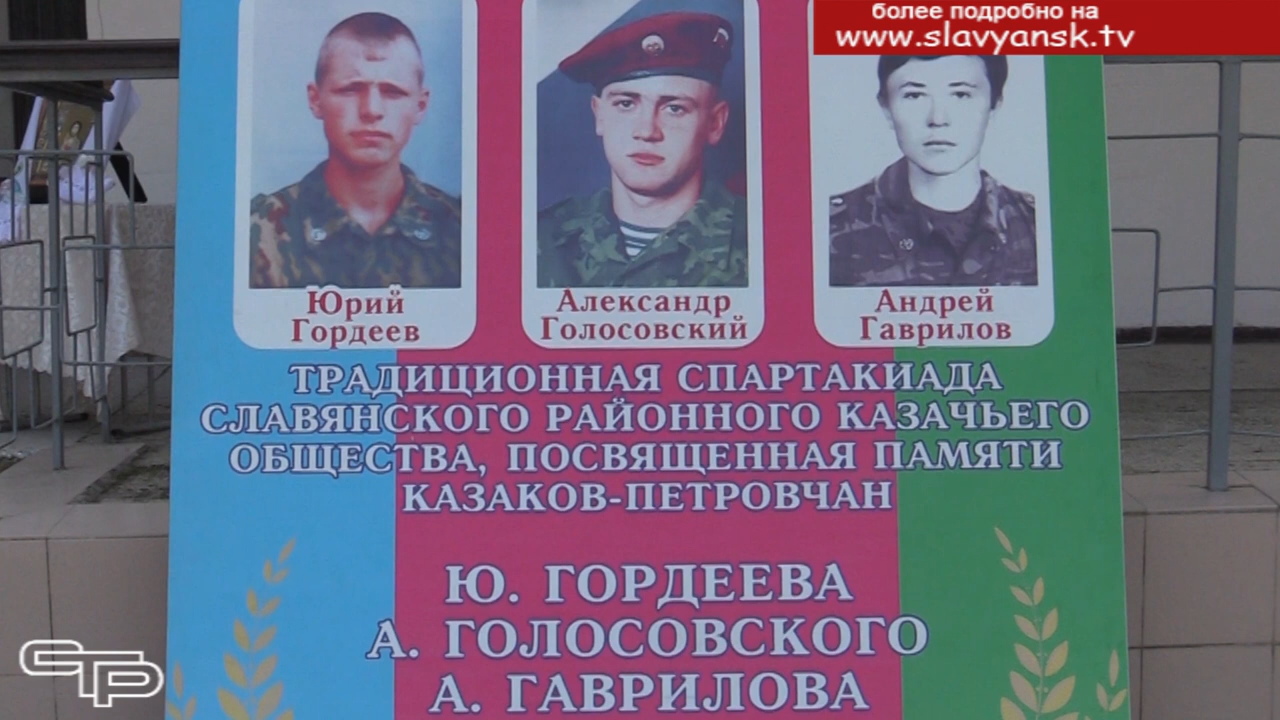 более подробно на
www.slavyansk.tv
Юрий
Гордеев
Александр
Голосовский
Андрей
Гаврилов
ТРАДИЦИОННАЯ СПАРТАКИАДА
СЛАВЯНСКОГО РАЙОННОГО КАЗАЧЬЕГО
ОБЩЕСТВА, ПОСВЯЩЕННАЯ ПАМЯТИ
КАЗАКОВ-ПЕТРОВЧАН
Ю. ГОРДЕЕВА
А. ГОЛОСОВСКОГО
А. ГАВРИЛОВА
СТР